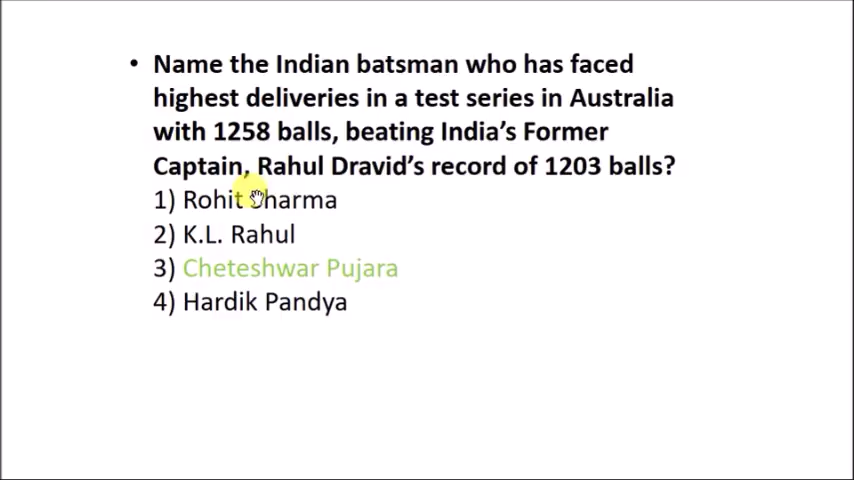 • Name the Indian batsman who has faced
highest deliveries in a test series in Australia
with 1258 balls, beating India’s Former
Captain, Rahul Dravid’s record of 1203 balls?
1) Rohit Sharma
2) K.L. Rahul
3) Cheteshwar Pujara
4) Hardik Pandya